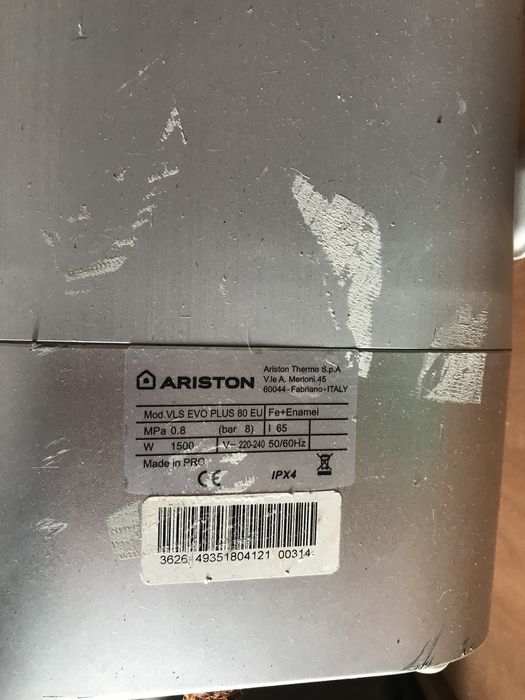 ARISTON
Ariston Thermo S.p.A
V.le A. Merloni.45
60044 - Fabriano - ITALY
Mod.VLS EVO PLUS 80 EU Fe+Enamel
MPa 0.8 (bar 8) l 65
W 1500 V~ 220-240 50/60Hz
Made in PRC
CE IPX4
3626 49351804121 00314